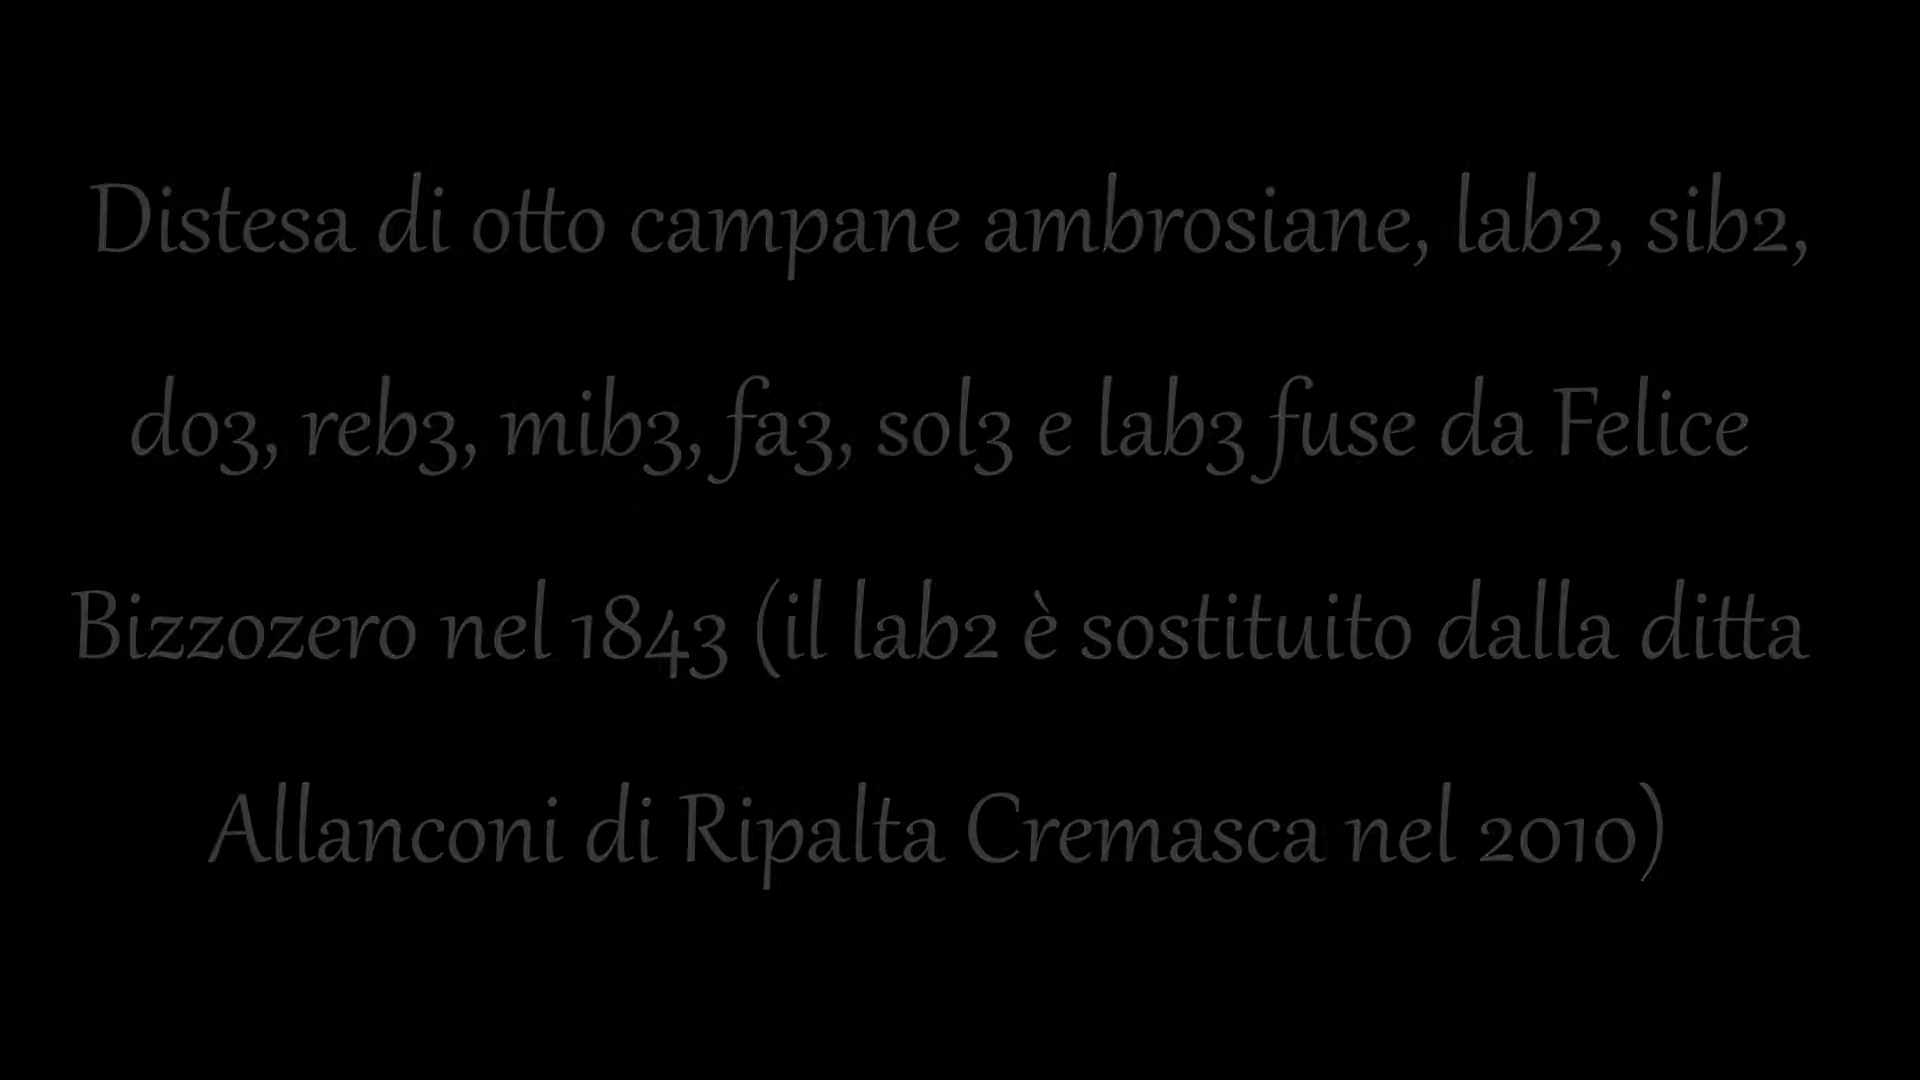 Distesa di otto campane ambrosiane, lab2, sib2,
do3, reb3, mib3, fa3, sol3 e lab3 fuse da Felice
Bizzozero nel 1843 (il lab2 è sostituito dalla ditta
Allanconi di Ripalta Cremasca nel 2010)